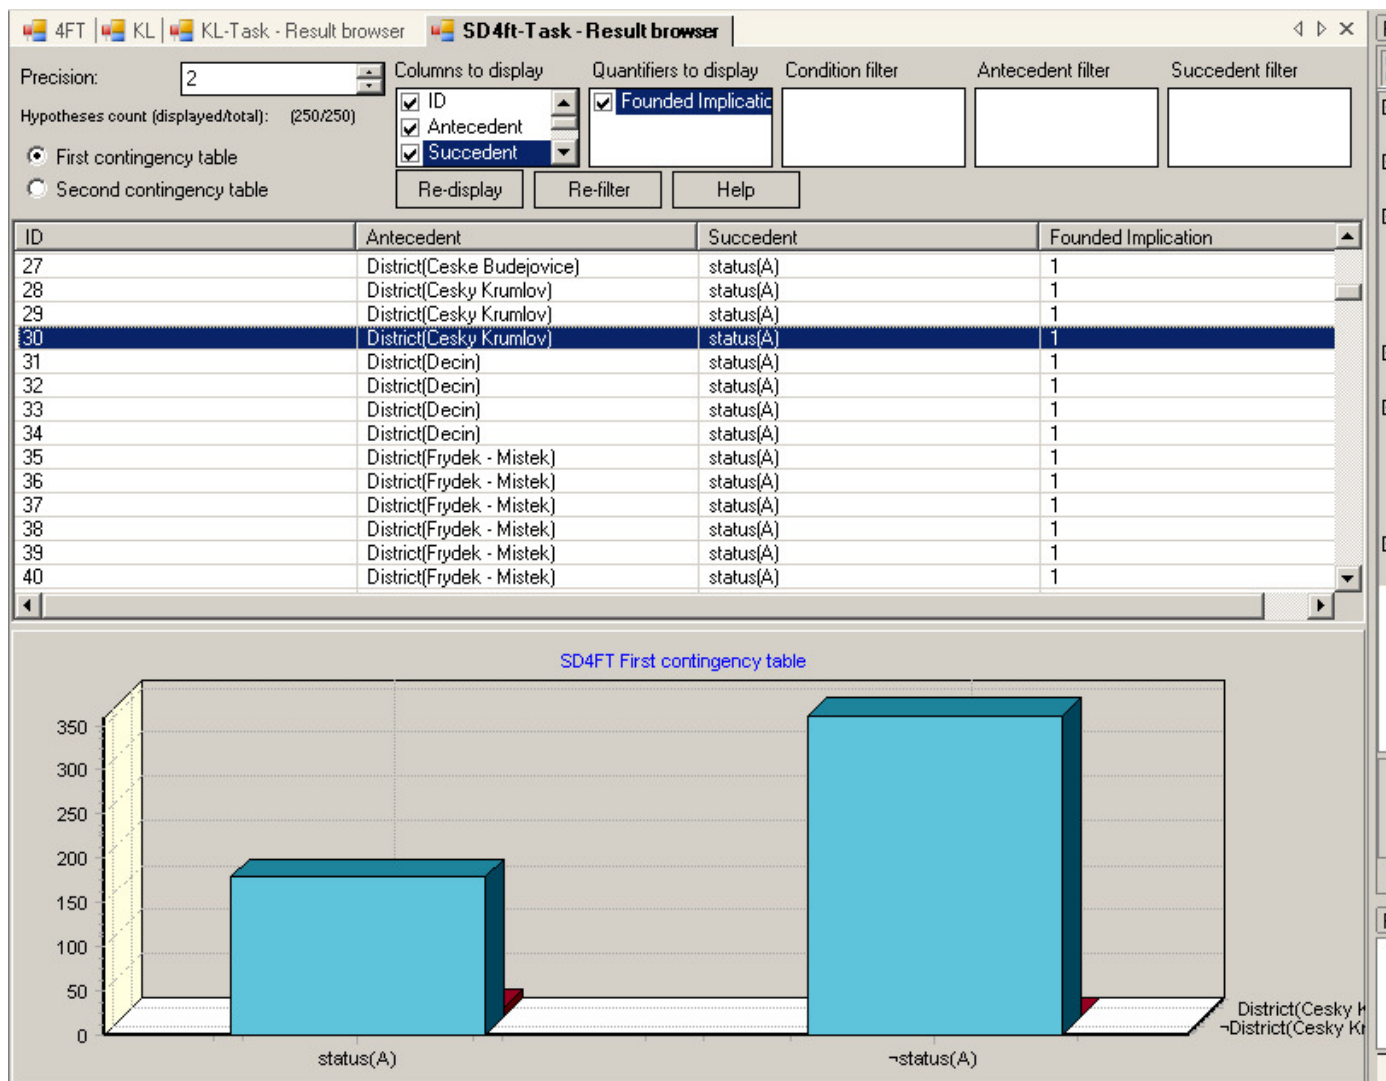 4FT KL KL-Task - Result browser SD4ft-Task - Result browser
Precision: 2 Columns to display Quantifiers to display Condition filter Antecedent filter Succedent filter
ID Founded Implicatic
Hypotheses count (displayed/total): (250/250) Antecedent
First contingency table Succedent
Second contingency table Re-display Re-filter Help
ID Antecedent Succedent Founded Implication
27 District(Ceske Budejovice) status(A) 1
28 District(Cesky Krumlov) status(A) 1
29 District(Cesky Krumlov) status(A) 1
30 District(Cesky Krumlov) status(A) 1
31 District(Decin) status(A) 1
32 District(Decin) status(A) 1
33 District(Decin) status(A) 1
34 District(Decin) status(A) 1
35 District(Frydek - Mistek) status(A) 1
36 District(Frydek - Mistek) status(A) 1
37 District(Frydek - Mistek) status(A) 1
38 District(Frydek - Mistek) status(A) 1
39 District(Frydek - Mistek) status(A) 1
40 District(Frydek - Mistek) status(A) 1
SD4FT First contingency table
350
300
250
200
150
100
50
0
District(Cesky
¬District(Cesky Kr
status(A) ¬status(A)